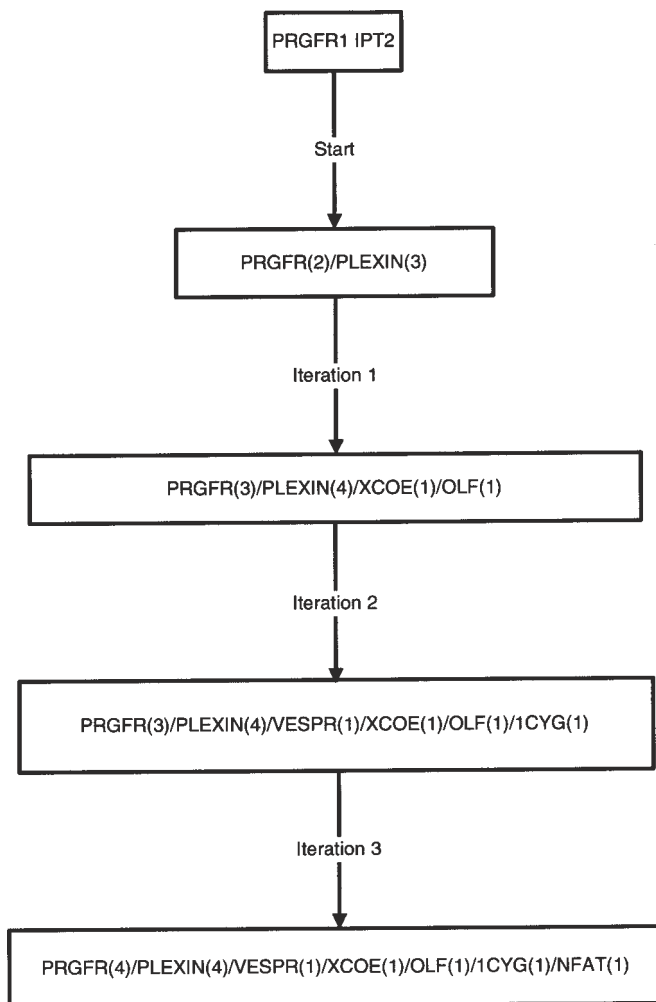 PRGFR1 IPT2
Start
PRGFR(2)/PLEXIN(3)
Iteration 1
PRGFR(3)/PLEXIN(4)/XCOE(1)/OLF(1)
Iteration 2
PRGFR(3)/PLEXIN(4)/VESPR(1)/XCOE(1)/OLF(1)/1CYG(1)
Iteration 3
PRGFR(4)/PLEXIN(4)/VESPR(1)/XCOE(1)/OLF(1)/1CYG(1)/NFAT(1)